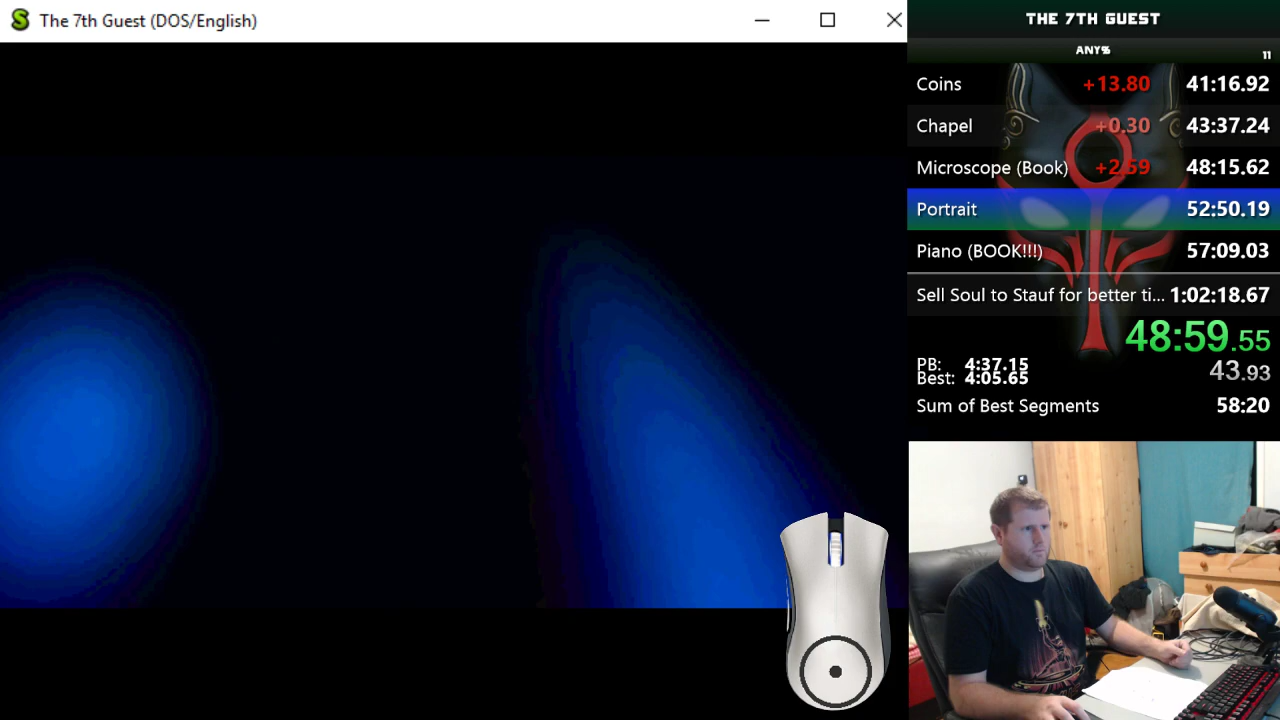 The 7th Guest (DOS/English)
THE 7TH GUEST
ANY%
11
Coins +13.80 41:16.92
Chapel +0.30 43:37.24
Microscope (Book) +2.59 48:15.62
Portrait 52:50.19
Piano (BOOK!!!) 57:09.03
Sell Soul to Stauf for better ti... 1:02:18.67
48:59.55
PB: 4:37.15
Best: 4:05.65
43.93
Sum of Best Segments 58:20